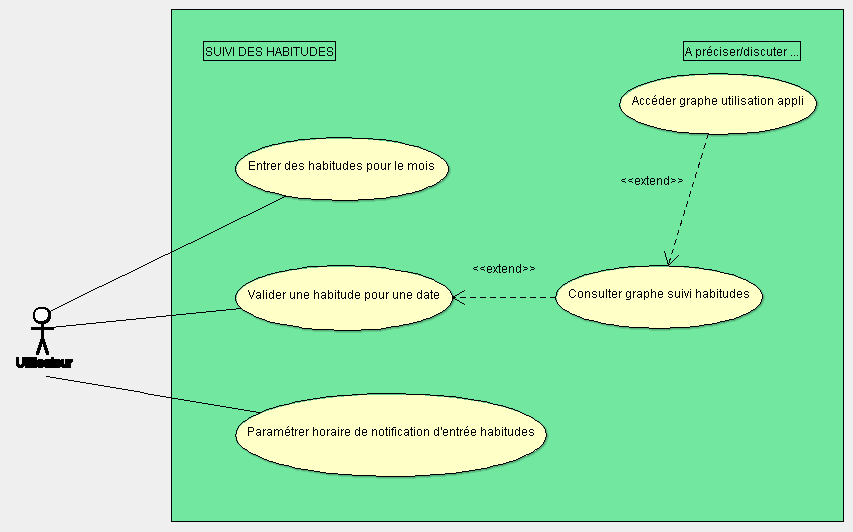 SUIVI DES HABITUDES
A préciser/discuter ...
Accéder graphe utilisation appli
Entrer des habitudes pour le mois
<<extend>>
<<extend>>
Valider une habitude pour une date
Consulter graphe suivi habitudes
Utilisateur
Paramétrer horaire de notification d'entrée habitudes